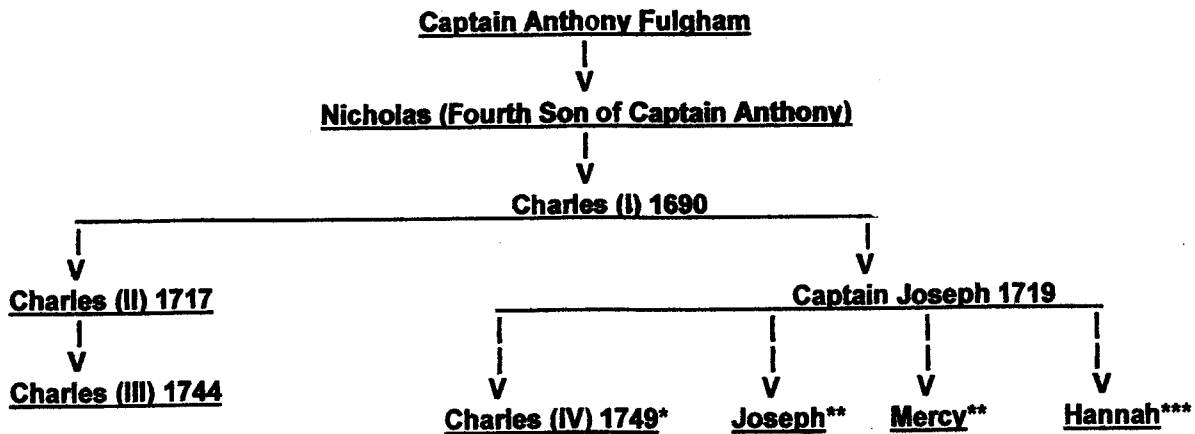 Captain Anthony Fulgham
Nicholas (Fourth Son of Captain Anthony)
Charles (I) 1690
Charles (II) 1717
Captain Joseph 1719
Charles (III) 1744
Charles (IV) 1749* Joseph** Mercy** Hannah***